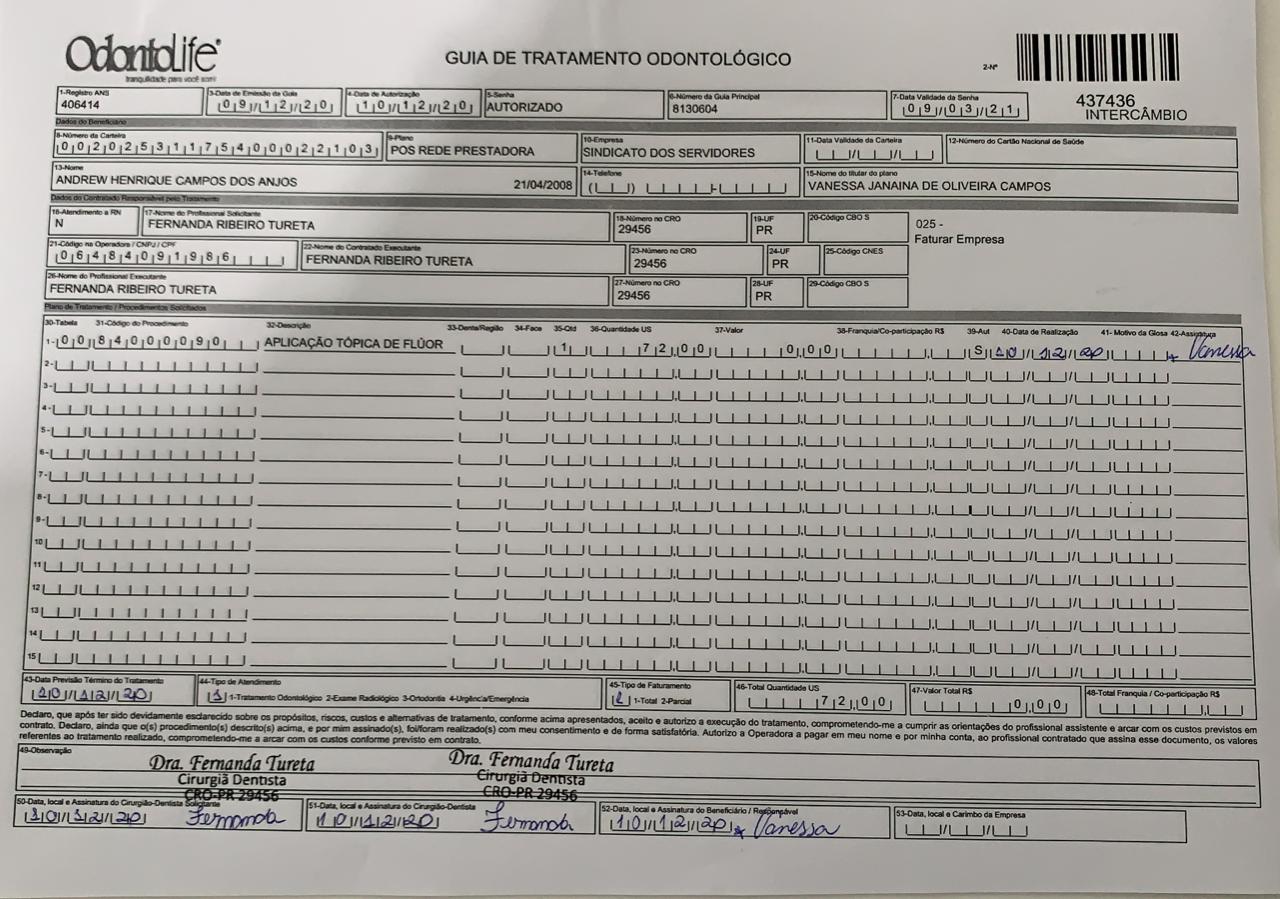 OdontoLife
tranquilidade para você sorrir
GUIA DE TRATAMENTO ODONTOLÓGICO
2-Nº
437436
INTERCÂMBIO
1-Registro ANS
406414
3-Data de Emissão da Guia
09/12/20
4-Data de Autorização
10/12/20
5-Senha
AUTORIZADO
6-Número da Guia Principal
8130604
7-Data Validade da Senha
09/03/21
Dados do Beneficiário
8-Número da Carteira
00202531175400022103
9-Plano
POS REDE PRESTADORA
10-Empresa
SINDICATO DOS SERVIDORES
11-Data Validade da Carteira
12-Número do Cartão Nacional de Saúde
13-Nome
ANDREW HENRIQUE CAMPOS DOS ANJOS 21/04/2008
14-Telefone
15-Nome do titular do plano
VANESSA JANAINA DE OLIVEIRA CAMPOS
Dados do Contratado Responsável pelo Tratamento
16-Atendimento a RN
N
17-Nome do Profissional Solicitante
FERNANDA RIBEIRO TURETA
18-Número no CRO
29456
19-UF
PR
20-Código CBO S
025 -
Faturar Empresa
21-Código na Operadora / CNPJ / CPF
06484091986
22-Nome do Contratado Executante
FERNANDA RIBEIRO TURETA
23-Número no CRO
29456
24-UF
PR
25-Código CNES
26-Nome do Profissional Executante
FERNANDA RIBEIRO TURETA
27-Número no CRO
29456
28-UF
PR
29-Código CBO S
Plano de Tratamento / Procedimentos Solicitados
30-Tabela 31-Código do Procedimento 32-Descrição 33-Dente/Região 34-Face 35-Qtd 36-Quantidade US 37-Valor 38-Franquia/Co-participação R$ 39-Aut 40-Data de Realização 41- Motivo da Glosa 42-Assinatura
1- 00 84000090 APLICAÇÃO TÓPICA DE FLÚOR 1 72,00 0,00 S 10/12/20 Vanessa
2-
3-
4-
5-
6-
7-
8-
9-
10
11
12
13
14
15
43-Data Previsão Término do Tratamento
10/12/20
44-Tipo de Atendimento
1 1-Tratamento Odontológico 2-Exame Radiológico 3-Ortodontia 4-Urgência/Emergência
45-Tipo de Faturamento
1 1-Total 2-Parcial
46-Total Quantidade US
72,00
47-Valor Total R$
0,00
48-Total Franquia / Co-participação R$
Declaro, que após ter sido devidamente esclarecido sobre os propósitos, riscos, custos e alternativas de tratamento, conforme acima apresentados, aceito e autorizo a execução do tratamento, comprometendo-me a cumprir as orientações do profissional assistente e arcar com os custos previstos em
contrato. Declaro, ainda que o(s) procedimento(s) descrito(s) acima, e por mim assinado(s), foi/foram realizado(s) com meu consentimento e de forma satisfatória. Autorizo a Operadora a pagar em meu nome e por minha conta, ao profissional contratado que assina esse documento, os valores
referentes ao tratamento realizado, comprometendo-me a arcar com os custos conforme previsto em contrato.
49-Observação
Dra. Fernanda Tureta
Cirurgiã Dentista
CRO-PR 29456
Dra. Fernanda Tureta
Cirurgiã Dentista
CRO-PR 29456
50-Data, local e Assinatura do Cirurgião-Dentista Solicitante
10/12/20 Fernanda
51-Data, local e Assinatura do Cirurgião-Dentista
10/12/20 Fernanda
52-Data, local e Assinatura do Beneficiário / Responsável
10/12/20 Vanessa
53-Data, local e Carimbo da Empresa